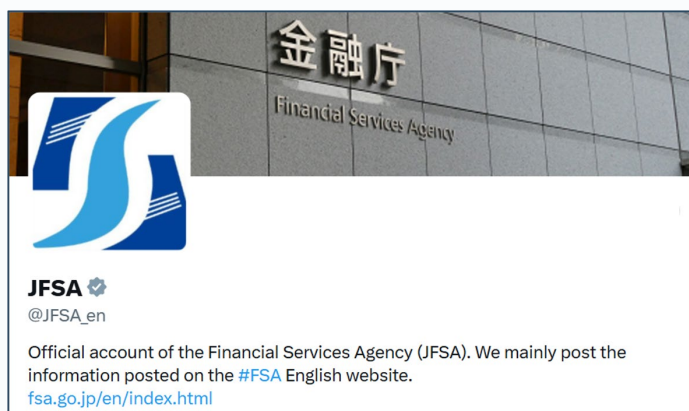 金融庁
Financial Services Agency
JFSA
@JFSA_en
Official account of the Financial Services Agency (JFSA). We mainly post the
information posted on the #FSA English website.
fsa.go.jp/en/index.html